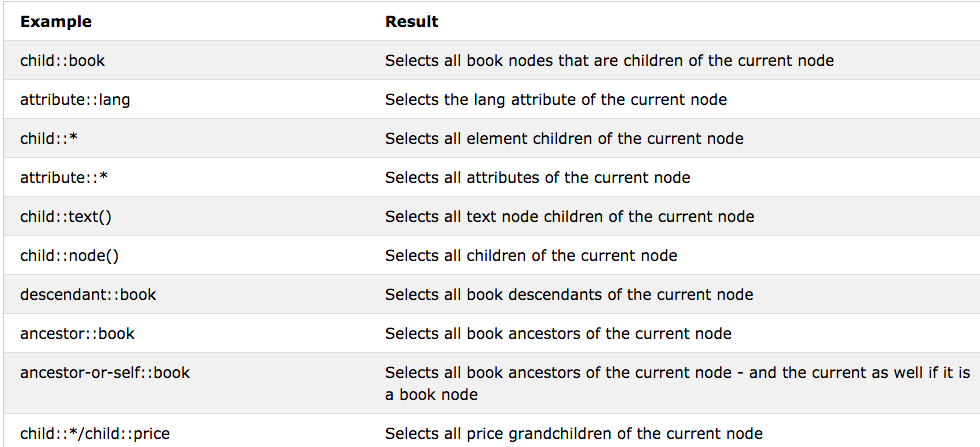 Example Result
child::book Selects all book nodes that are children of the current node
attribute::lang Selects the lang attribute of the current node
child::* Selects all element children of the current node
attribute::* Selects all attributes of the current node
child::text() Selects all text node children of the current node
child::node() Selects all children of the current node
descendant::book Selects all book descendants of the current node
ancestor::book Selects all book ancestors of the current node
ancestor-or-self::book Selects all book ancestors of the current node - and the current as well if it is
a book node
child::*/child::price Selects all price grandchildren of the current node